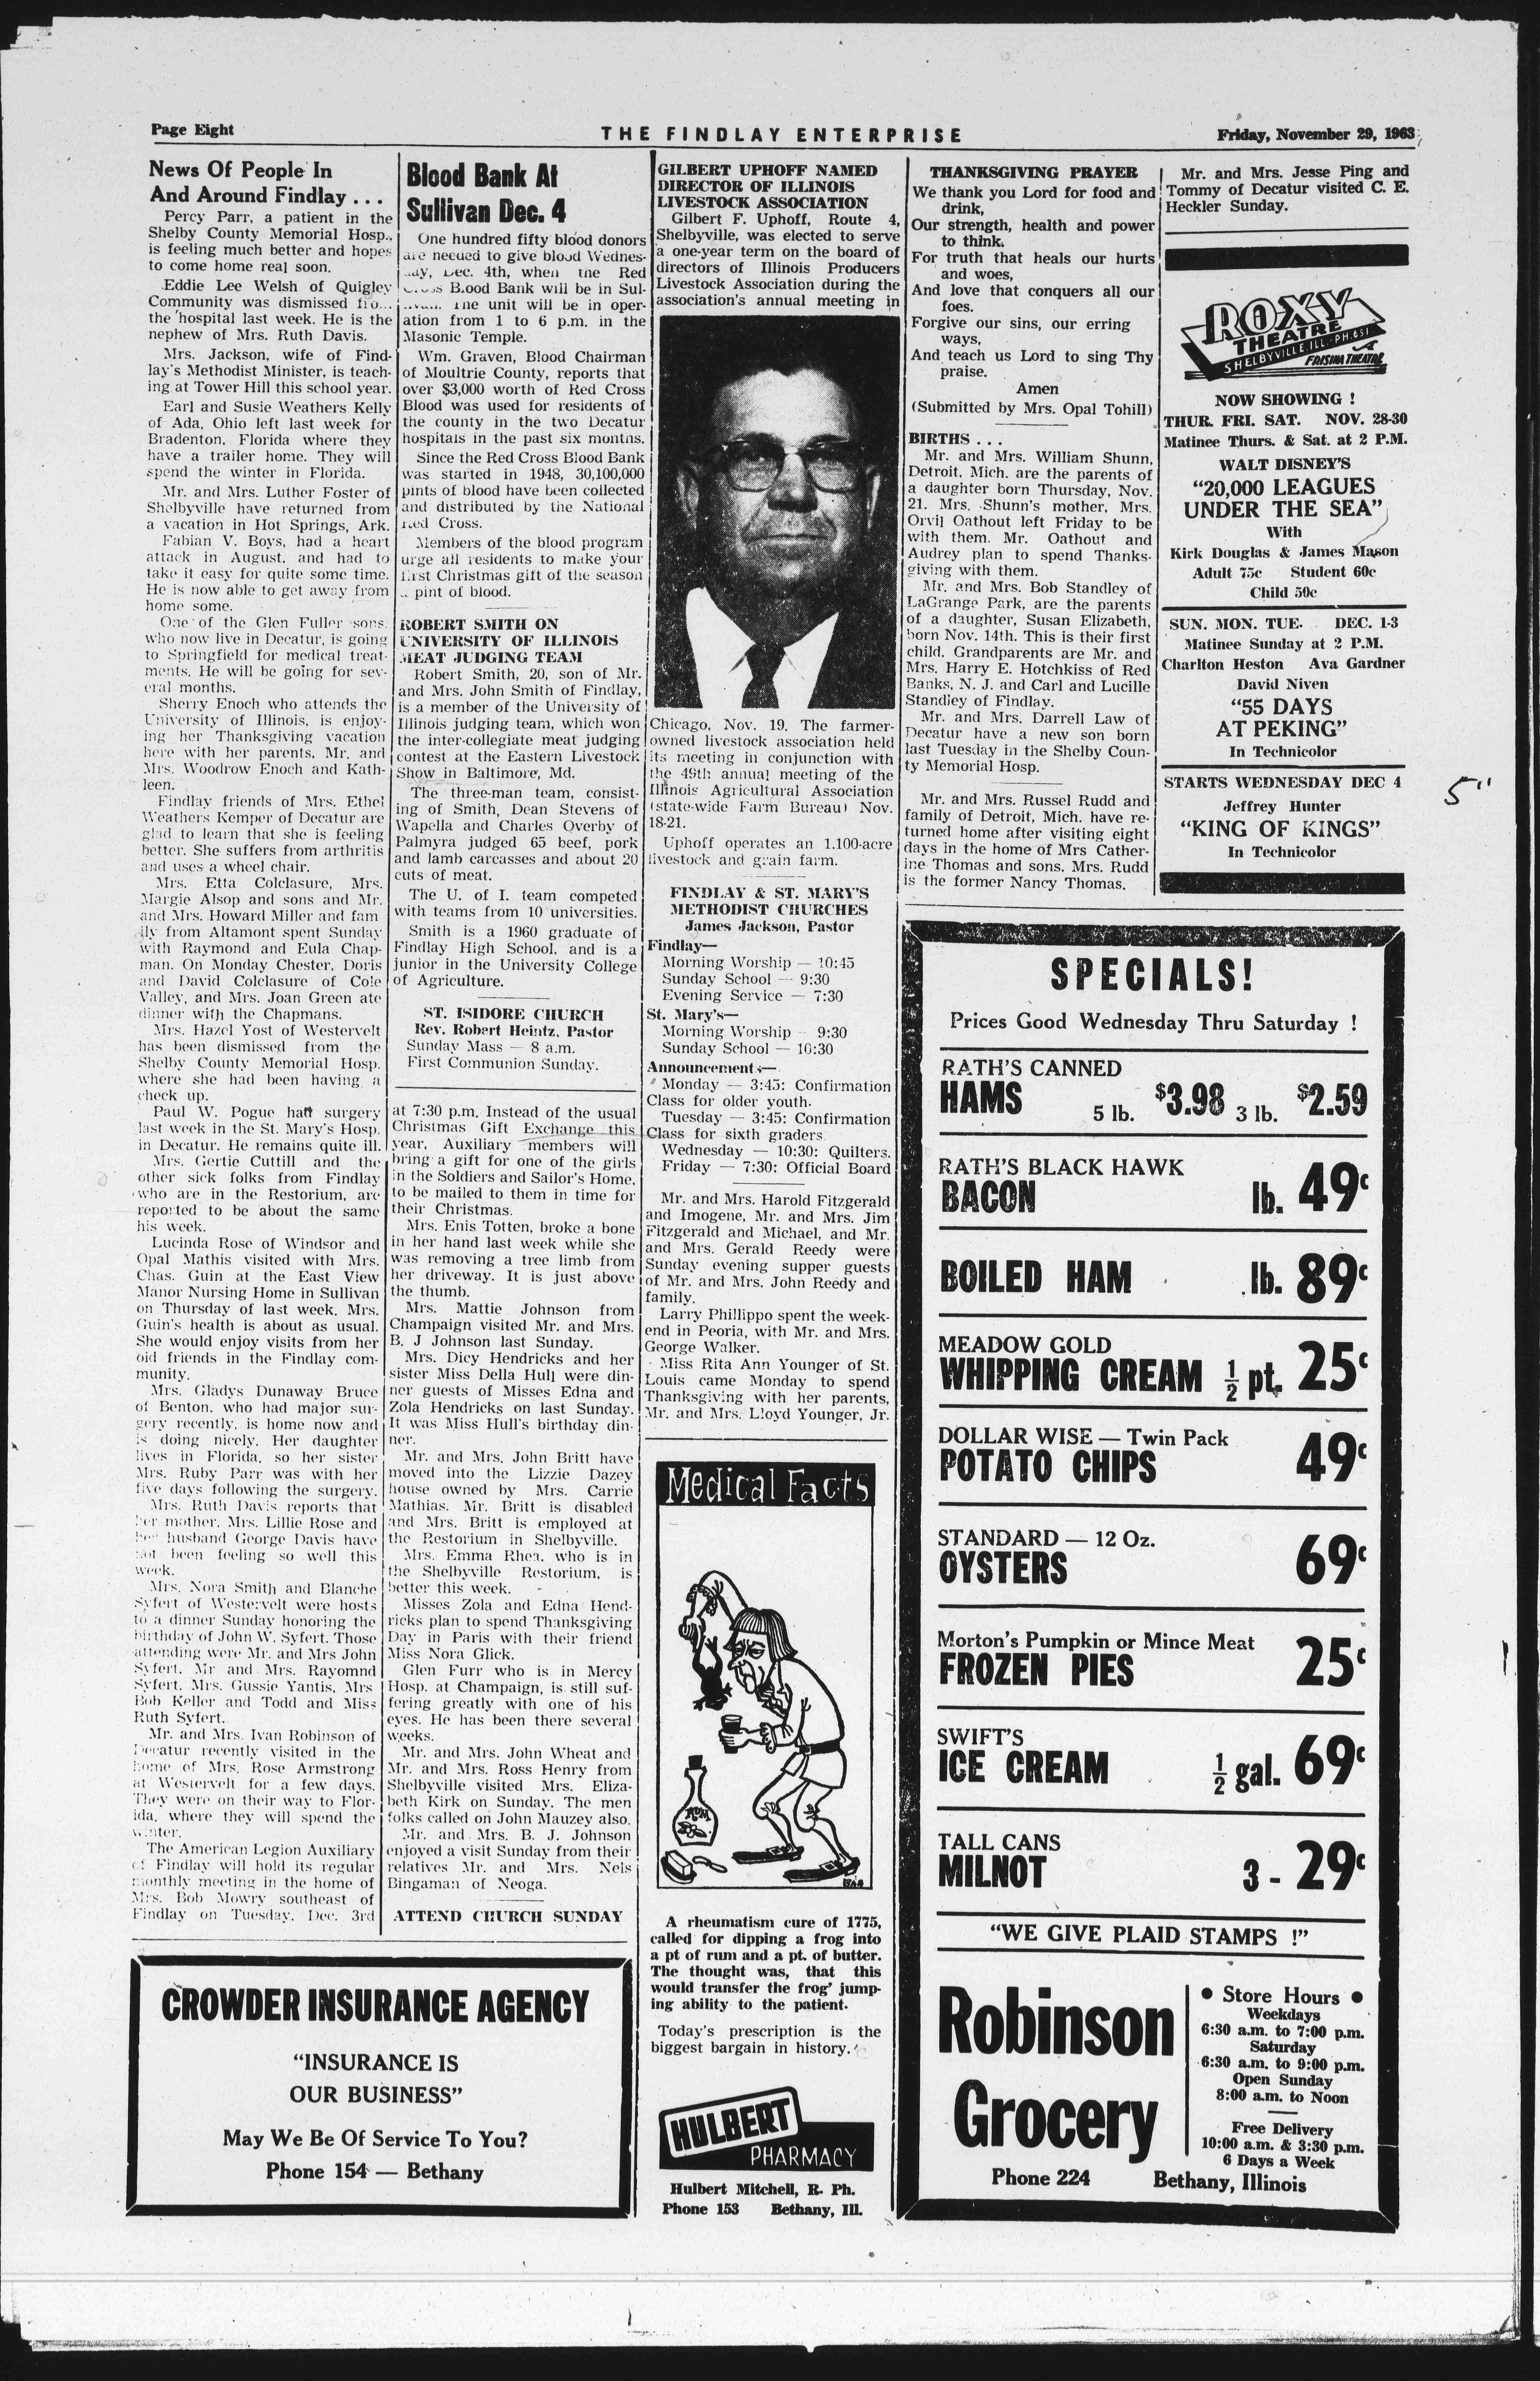 Page Eight
THE FINDLAY ENTERPRISE
Friday, November 29, 1963
News Of People In
And Around Findlay . . .
Percy Parr, a patient in the
Shelby County Memorial Hosp.,
is feeling much better and hopes
to come home real soon.
Eddie Lee Welsh of Quigley
Community was dismissed
the hospital last week. He is the
nephew of Mrs. Ruth Davis.
Mrs. Jackson, wife of Find-
lay's Methodist Minister, is teach-
ing at Tower Hill this school year.
Earl and Susie Weathers Kelly
of Ada, Ohio left last week for
Bradenton, Florida where they
have a trailer home. They will
spend the winter in Florida.
Mr. and Mrs. Luther Foster of
Shelbyville have returned from
a vacation in Hot Springs, Ark.
Fabian V. Boys, had a heart
attack in August, and had to
take it easy for quite some time.
He is now able to get away from
home some.
One of the Glen Fuller sons,
who now live in Decatur, is going
to Springfield for medical treat-
ments. He will be going for sev-
eral months.
Sherry Enoch who attends the
University of Illinois, is enjoy-
ing her Thanksgiving vacation
here with her parents, Mr. and
Mrs. Woodrow Enoch and Kath-
leen.
Findlay friends of Mrs. Ethel
Weathers Kemper of Decatur are
glad to learn that she is feeling
better. She suffers from arthritis
and uses a wheel chair.
Mrs. Etta Colclasure, Mrs.
Margie Alsop and sons and Mr.
and Mrs. Howard Miller and fam
ily from Altamont spent Sunday
with Raymond and Eula Chap-
man. On Monday Chester, Doris
and David Colclasure of Cole
Valley, and Mrs. Joan Green ate
dinner with the Chapmans.
Mrs. Hazel Yost of Westervelt
has been dismissed from the
Shelby County Memorial Hosp.
where she had been having a
check up.
Paul W. Pogue had surgery
last week in the St. Mary's Hosp.
in Decatur. He remains quite ill.
Mrs. Gertie Cuttill and the
other sick folks from Findlay
who are in the Restorium, are
reported to be about the same
his week.
Lucinda Rose of Windsor and
Opal Mathis visited with Mrs.
Chas. Guin at the East View
Manor Nursing Home in Sullivan
on Thursday of last week. Mrs.
Guin's health is about as usual.
She would enjoy visits from her
old friends in the Findlay com-
munity.
Mrs. Gladys Dunaway Bruce
of Benton, who had major sur-
gery recently, is home now and
is doing nicely. Her daughter
lives in Florida, so her sister
Mrs. Ruby Parr was with her
five days following the surgery.
Mrs. Ruth Davis reports that
her mother, Mrs. Lillie Rose and
her husband George Davis have
not been feeling so well this
week.
Mrs. Nora Smith and Blanche
Syfert of Westervelt were hosts
to a dinner Sunday honoring the
birthday of John W. Syfert. Those
attending were Mr. and Mrs John
Syfert, Mr and Mrs. Rayomnd
Syfert, Mrs. Gussie Yantis, Mrs
Bob Keller and Todd and Miss
Ruth Syfert.
Mr. and Mrs. Ivan Robinson of
Decatur recently visited in the
home of Mrs. Rose Armstrong
at Westervelt for a few days.
They were on their way to Flor-
ida, where they will spend the
winter.
The American Legion Auxiliary
of Findlay will hold its regular
monthly meeting in the home of
Mrs. Bob Mowry southeast of
Findlay on Tuesday, Dec. 3rd
Blood Bank At
Sullivan Dec. 4
One hundred fifty blood donors
are needed to give blood Wednes-
day, Dec. 4th, when the Red
Cross Blood Bank will be in Sul-
The unit will be in oper-
ation from 1 to 6 p.m. in the
Masonic Temple.
Wm. Graven, Blood Chairman
of Moultrie County, reports that
over $3,000 worth of Red Cross
Blood was used for residents of
the county in the two Decatur
hospitals in the past six months.
Since the Red Cross Blood Bank
was started in 1948, 30,100,000
pints of blood have been collected
and distributed by the National
Red Cross.
Members of the blood program
urge all residents to make your
first Christmas gift of the season
pint of blood.
ROBERT SMITH ON
UNIVERSITY OF ILLINOIS
MEAT JUDGING TEAM
Robert Smith, 20, son of Mr.
and Mrs. John Smith of Findlay,
is a member of the University of
Illinois judging team, which won
the inter-collegiate meat judging
contest at the Eastern Livestock
Show in Baltimore, Md.
The three-man team, consist-
ing of Smith, Dean Stevens of
Wapella and Charles Overby of
Palmyra judged 65 beef, pork
and lamb carcasses and about 20
cuts of meat.
The U. of I. team competed
with teams from 10 universities.
Smith is a 1960 graduate of
Findlay High School, and is a
junior in the University College
of Agriculture.
ST. ISIDORE CHURCH
Rev. Robert Heintz, Pastor
Sunday Mass — 8 a.m.
First Communion Sunday.
at 7:30 p.m. Instead of the usual
Christmas Gift Exchange this
year, Auxiliary members will
bring a gift for one of the girls
in the Soldiers and Sailor's Home,
to be mailed to them in time for
their Christmas.
Mrs. Enis Totten, broke a bone
in her hand last week while she
was removing a tree limb from
her driveway. It is just above
the thumb.
Mrs. Mattie Johnson from
Champaign visited Mr. and Mrs.
B. J Johnson last Sunday.
Mrs. Dicy Hendricks and her
sister Miss Della Hull were din-
ner guests of Misses Edna and
Zola Hendricks on last Sunday.
It was Miss Hull's birthday din-
ner.
Mr. and Mrs. John Britt have
moved into the Lizzie Dazey
house owned by Mrs. Carrie
Mathias. Mr. Britt is disabled
and Mrs. Britt is employed at
the Restorium in Shelbyville.
Mrs. Emma Rhea, who is in
the Shelbyville Restorium, is
better this week.
Misses Zola and Edna Hend-
ricks plan to spend Thanksgiving
Day in Paris with their friend
Miss Nora Glick.
Glen Furr who is in Mercy
Hosp. at Champaign, is still suf-
fering greatly with one of his
eyes. He has been there several
weeks.
Mr. and Mrs. John Wheat and
Mr. and Mrs. Ross Henry from
Shelbyville visited Mrs. Eliza-
beth Kirk on Sunday. The men
folks called on John Mauzey also.
Mr. and Mrs. B. J. Johnson
enjoyed a visit Sunday from their
relatives Mr. and Mrs. Nels
Bingaman of Neoga.
ATTEND CHURCH SUNDAY
CROWDER INSURANCE AGENCY
“INSURANCE IS
OUR BUSINESS”
May We Be Of Service To You?
Phone 154 — Bethany
GILBERT UPHOFF NAMED
DIRECTOR OF ILLINOIS
LIVESTOCK ASSOCIATION
Gilbert F. Uphoff, Route 4,
Shelbyville, was elected to serve
a one-year term on the board of
directors of Illinois Producers
Livestock Association during the
association's annual meeting in
Chicago, Nov. 19. The farmer-
owned livestock association held
its meeting in conjunction with
the 49th annual meeting of the
Illinois Agricultural Association
(state-wide Farm Bureau) Nov.
18-21.
Uphoff operates an 1,100-acre
livestock and grain farm.
FINDLAY & ST. MARY'S
METHODIST CHURCHES
James Jackson, Pastor
Findlay—
Morning Worship — 10:45
Sunday School — 9:30
Evening Service — 7:30
St. Mary's—
Morning Worship — 9:30
Sunday School — 10:30
Announcements—
Monday — 3:45: Confirmation
Class for older youth.
Tuesday — 3:45: Confirmation
Class for sixth graders.
Wednesday — 10:30: Quilters.
Friday — 7:30: Official Board
Mr. and Mrs. Harold Fitzgerald
and Imogene, Mr. and Mrs. Jim
Fitzgerald and Michael, and Mr.
and Mrs. Gerald Reedy were
Sunday evening supper guests
of Mr. and Mrs. John Reedy and
family.
Larry Phillippo spent the week-
end in Peoria, with Mr. and Mrs.
George Walker.
Miss Rita Ann Younger of St.
Louis came Monday to spend
Thanksgiving with her parents,
Mr. and Mrs. Lloyd Younger, Jr.
Medical Facts
RUM
A rheumatism cure of 1775,
called for dipping a frog into
a pt of rum and a pt. of butter.
The thought was, that this
would transfer the frog' jump-
ing ability to the patient.
Today's prescription is the
biggest bargain in history.
HULBERT
PHARMACY
Hulbert Mitchell, R. Ph.
Phone 153 Bethany, Ill.
THANKSGIVING PRAYER
We thank you Lord for food and
drink,
Our strength, health and power
to think.
For truth that heals our hurts
and woes,
And love that conquers all our
foes.
Forgive our sins, our erring
ways,
And teach us Lord to sing Thy
praise.
Amen
(Submitted by Mrs. Opal Tohill)
BIRTHS . . .
Mr. and Mrs. William Shunn,
Detroit, Mich. are the parents of
a daughter born Thursday, Nov.
21. Mrs. Shunn's mother, Mrs.
Orvil Oathout left Friday to be
with them. Mr. Oathout and
Audrey plan to spend Thanks-
giving with them.
Mr. and Mrs. Bob Standley of
LaGrange Park, are the parents
of a daughter, Susan Elizabeth,
born Nov. 14th. This is their first
child. Grandparents are Mr. and
Mrs. Harry E. Hotchkiss of Red
Banks, N. J. and Carl and Lucille
Standley of Findlay.
Mr. and Mrs. Darrell Law of
Decatur have a new son born
last Tuesday in the Shelby Coun-
ty Memorial Hosp.
Mr. and Mrs. Russel Rudd and
family of Detroit, Mich. have re-
turned home after visiting eight
days in the home of Mrs Cather-
ine Thomas and sons. Mrs. Rudd
is the former Nancy Thomas.
Mr. and Mrs. Jesse Ping and
Tommy of Decatur visited C. E.
Heckler Sunday.
ROXY
THEATRE
SHELBYVILLE ILL.-PH.651
FRISINA THEATRE
NOW SHOWING !
THUR. FRI. SAT. NOV. 28-30
Matinee Thurs. & Sat. at 2 P.M.
WALT DISNEY'S
“20,000 LEAGUES
UNDER THE SEA”
With
Kirk Douglas & James Mason
Adult 75c Student 60c
Child 50c
SUN. MON. TUE. DEC. 1-3
Matinee Sunday at 2 P.M.
Charlton Heston Ava Gardner
David Niven
“55 DAYS
AT PEKING”
In Technicolor
STARTS WEDNESDAY DEC 4
Jeffrey Hunter
“KING OF KINGS”
In Technicolor
5"
SPECIALS!
Prices Good Wednesday Thru Saturday !
RATH'S CANNED
HAMS 5 lb. $3.98 3 lb. $2.59
RATH'S BLACK HAWK
BACON lb. 49c
BOILED HAM lb. 89c
MEADOW GOLD
WHIPPING CREAM ½ pt. 25c
DOLLAR WISE — Twin Pack
POTATO CHIPS 49c
STANDARD — 12 Oz.
OYSTERS 69c
Morton's Pumpkin or Mince Meat
FROZEN PIES 25c
SWIFT'S
ICE CREAM ½ gal. 69c
TALL CANS
MILNOT 3 - 29c
“WE GIVE PLAID STAMPS !”
Robinson
Grocery
Phone 224 Bethany, Illinois
• Store Hours •
Weekdays
6:30 a.m. to 7:00 p.m.
Saturday
6:30 a.m. to 9:00 p.m.
Open Sunday
8:00 a.m. to Noon
Free Delivery
10:00 a.m. & 3:30 p.m.
6 Days a Week